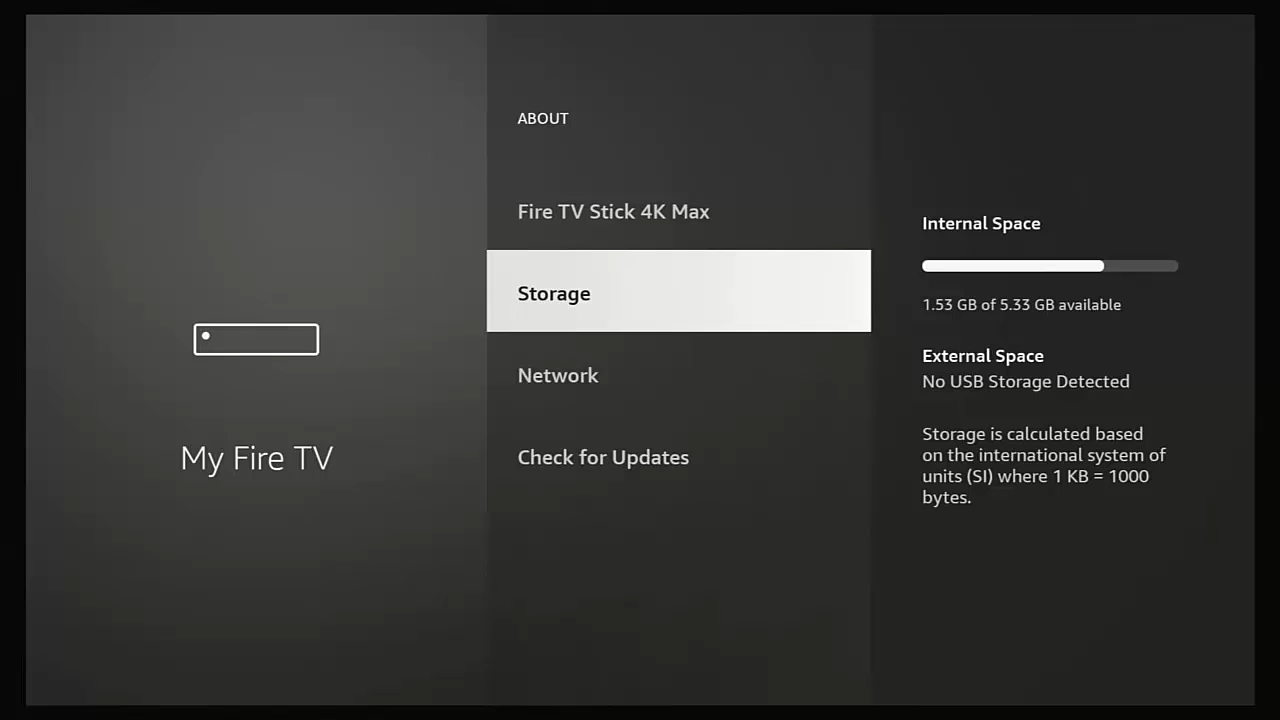 My Fire TV
ABOUT
Fire TV Stick 4K Max
Storage
Network
Check for Updates
Internal Space
1.53 GB of 5.33 GB available
External Space
No USB Storage Detected
Storage is calculated based
on the international system of
units (SI) where 1 KB = 1000
bytes.